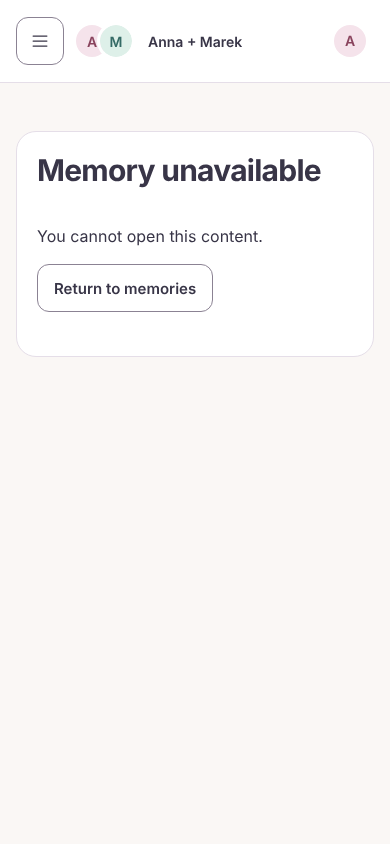 A M Anna + Marek A
Memory unavailable
You cannot open this content.
Return to memories